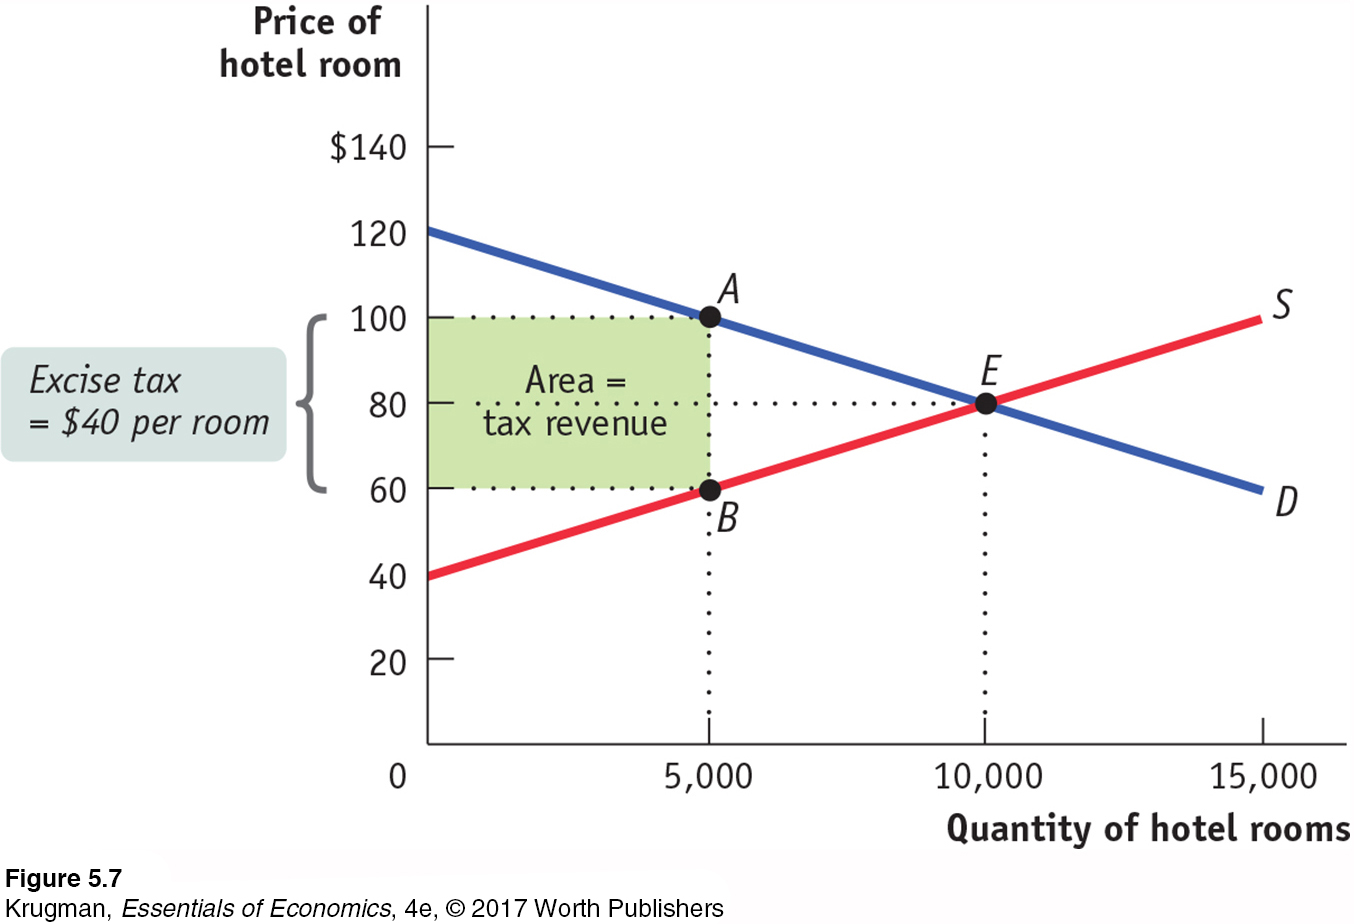 Price of
hotel room
$140
120
100
80
60
40
20
0
Excise tax
= $40 per room
Area =
tax revenue
A
B
E
S
D
5,000
10,000
15,000
Quantity of hotel rooms
Figure 5.7
Krugman, Essentials of Economics, 4e, © 2017 Worth Publishers